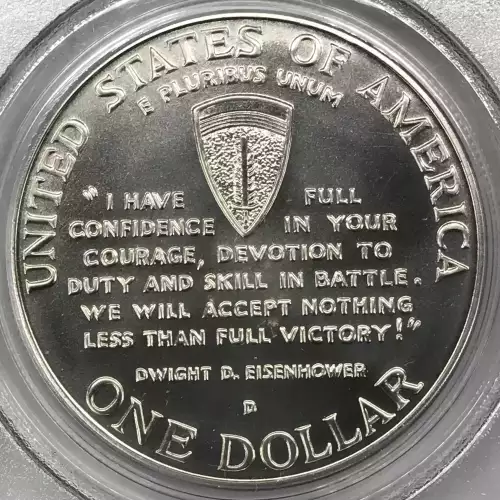 UNITED STATES OF AMERICA
E PLURIBUS UNUM
"I HAVE FULL
CONFIDENCE IN YOUR
COURAGE, DEVOTION TO
DUTY AND SKILL IN BATTLE.
WE WILL ACCEPT NOTHING
LESS THAN FULL VICTORY!"
DWIGHT D. EISENHOWER
D
ONE DOLLAR